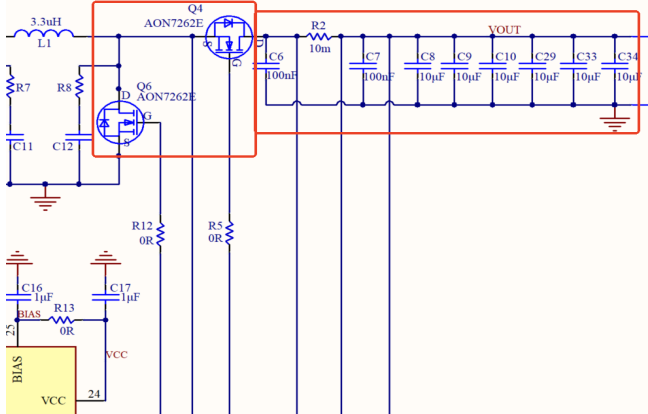 Q4
AON7262E
3.3uH
L1
S
D
G
R2
10m
VOUT
C6
100nF
C7
100nF
C8
10μF
C9
10μF
C10
10μF
C29
10μF
C33
10μF
C34
10μF
R7
R8
Q6
AON7262E
D
G
S
C11
C12
R12
0R
R5
0R
C16
1μF
C17
1μF
BIAS
R13
0R
25
BIAS
VCC
VCC
24